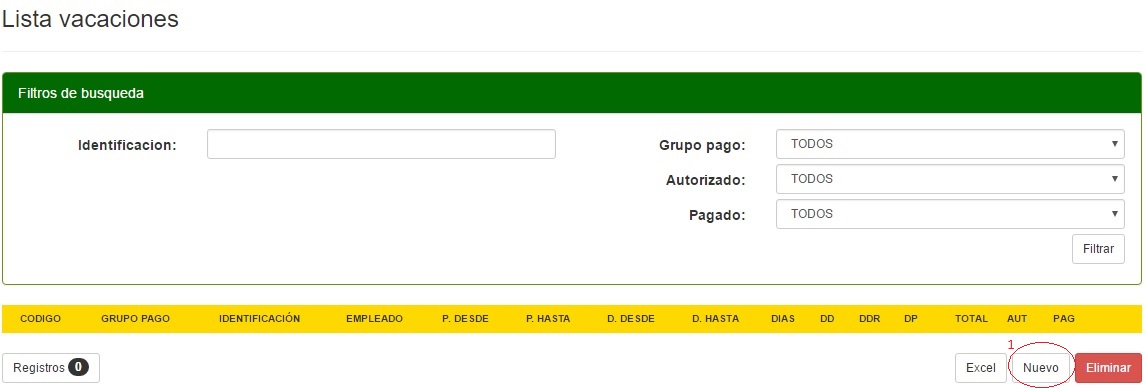 Lista vacaciones
Filtros de busqueda
Identificacion:
Grupo pago: TODOS
Autorizado: TODOS
Pagado: TODOS
Filtrar
CODIGO GRUPO PAGO IDENTIFICACIÓN EMPLEADO P. DESDE P. HASTA D. DESDE D. HASTA DIAS DD DDR DP TOTAL AUT PAG
1
Registros 0 Excel Nuevo Eliminar